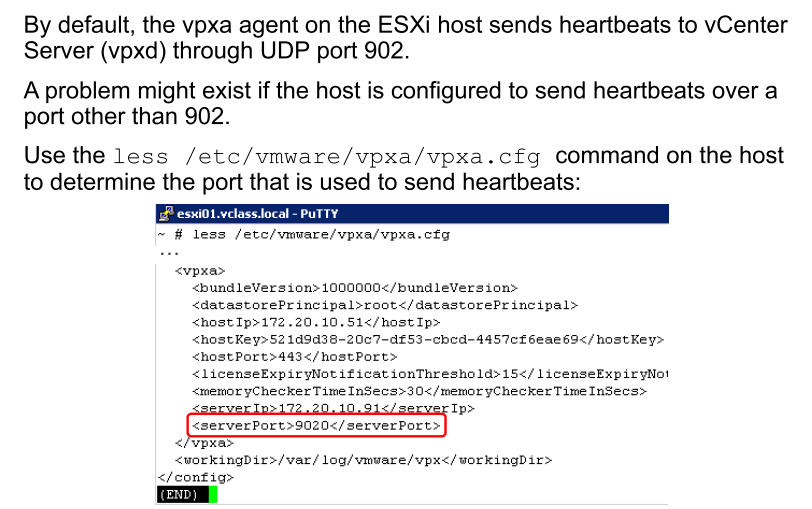 By default, the vpxa agent on the ESXi host sends heartbeats to vCenter
Server (vpxd) through UDP port 902.
A problem might exist if the host is configured to send heartbeats over a
port other than 902.
Use the less /etc/vmware/vpxa/vpxa.cfg command on the host
to determine the port that is used to send heartbeats:
esxi01.vclass.local - PuTTY
~ # less /etc/vmware/vpxa/vpxa.cfg
...
<vpxa>
<bundleVersion>1000000</bundleVersion>
<datastorePrincipal>root</datastorePrincipal>
<hostIp>172.20.10.51</hostIp>
<hostKey>521d9d38-20c7-df53-cbcd-4457cf6eae69</hostKey>
<hostPort>443</hostPort>
<licenseExpiryNotificationThreshold>15</licenseExpiryNot
<memoryCheckerTimeInSecs>30</memoryCheckerTimeInSecs>
<serverIp>172.20.10.91</serverIp>
<serverPort>9020</serverPort>
</vpxa>
<workingDir>/var/log/vmware/vpx</workingDir>
</config>
(END)